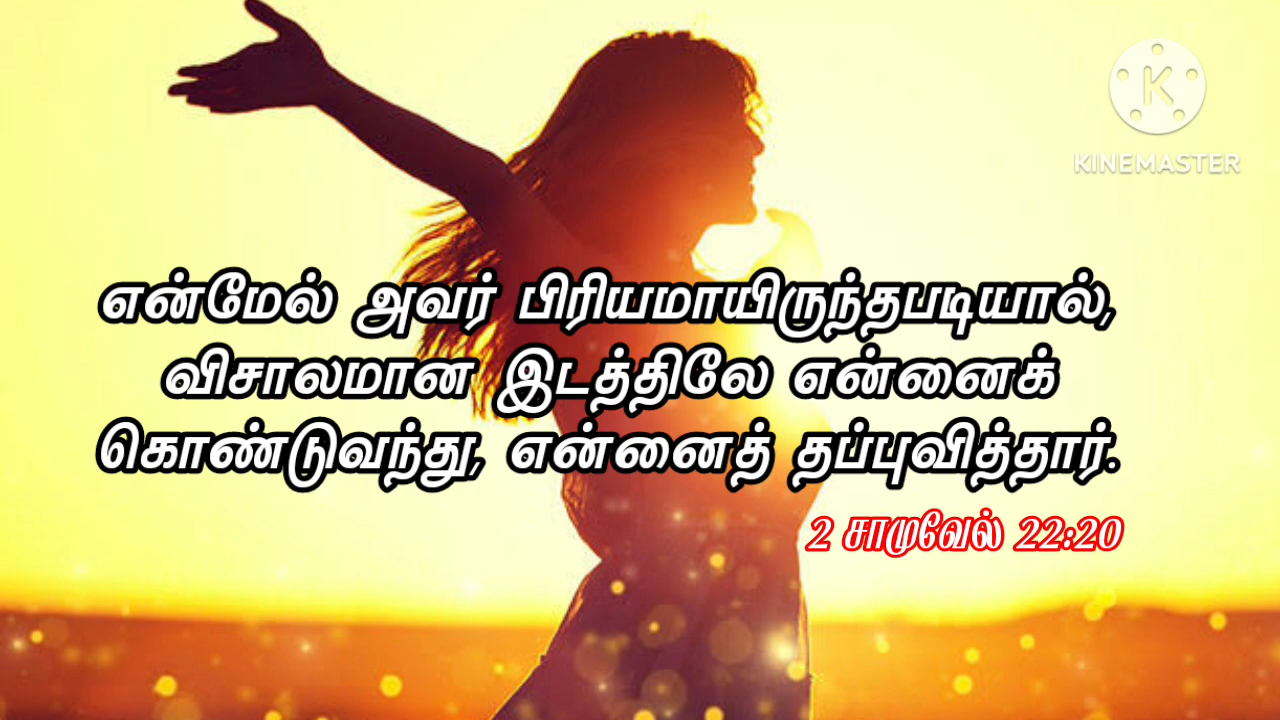 K
KINEMASTER
என்மேல் அவர் பிரியமாயிருந்தபடியால்,
விசாலமான இடத்திலே என்னைக்
கொண்டுவந்து, என்னைத் தப்புவித்தார்.
2 சாமுவேல் 22:20